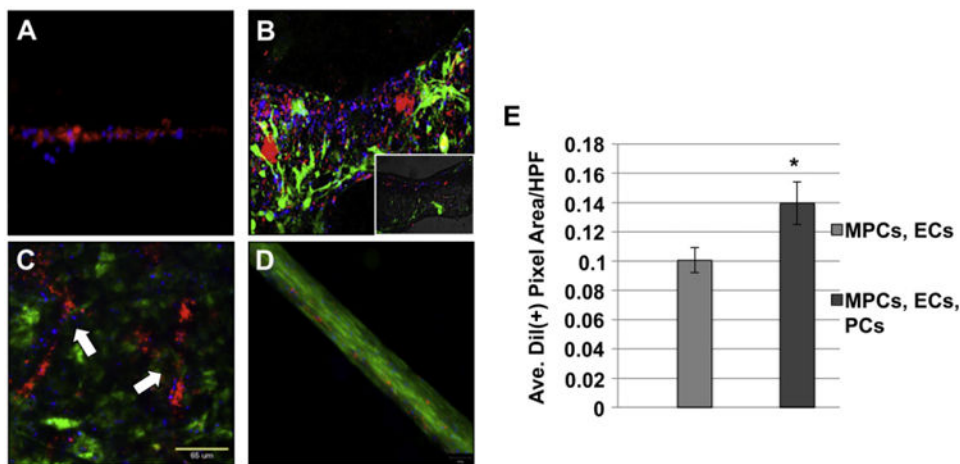 A
B
C
65 um
D
E
Ave. DiI(+) Pixel Area/HPF
0.18
0.16
0.14
0.12
0.1
0.08
0.06
0.04
0.02
0
*
MPCs, ECs
MPCs, ECs,
PCs